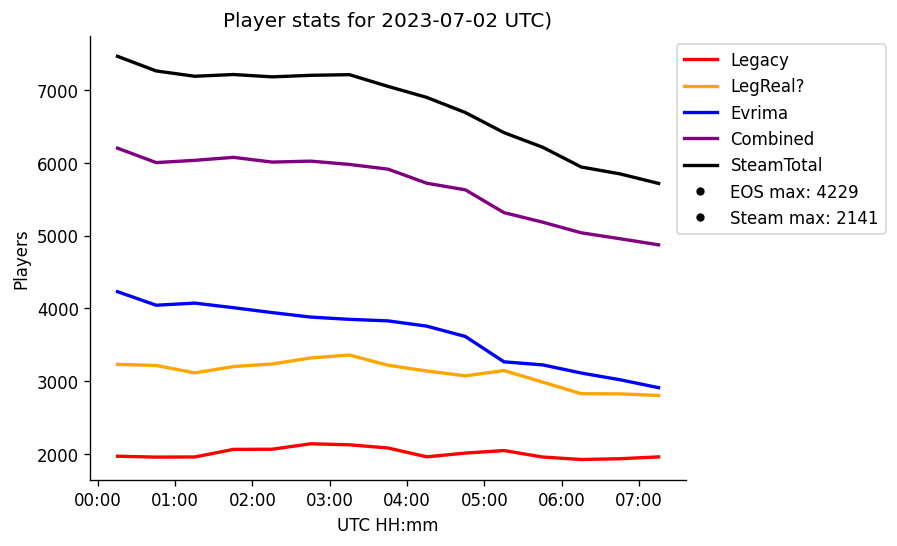 Player stats for 2023-07-02 UTC)
Legacy
LegReal?
Evrima
Combined
SteamTotal
EOS max: 4229
Steam max: 2141
Players
7000
6000
5000
4000
3000
2000
00:00 01:00 02:00 03:00 04:00 05:00 06:00 07:00
UTC HH:mm